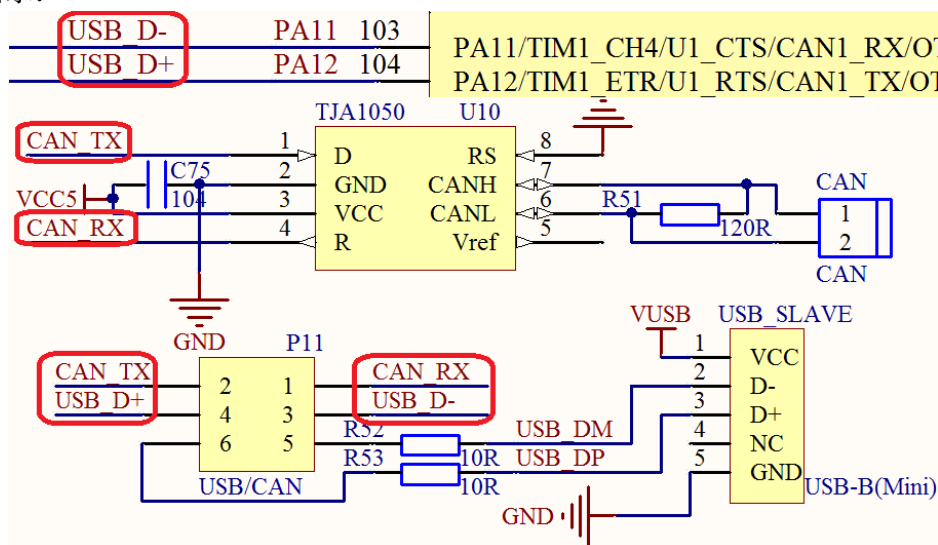 USB_D- PA11 103
USB_D+ PA12 104
PA11/TIM1_CH4/U1_CTS/CAN1_RX/OT
PA12/TIM1_ETR/U1_RTS/CAN1_TX/OT
TJA1050 U10
CAN_TX 1 D RS 8
C75 2 GND CANH 7
104
VCC5 3 VCC CANL 6
CAN_RX 4 R Vref 5
R51
120R
CAN
1
2
CAN
GND
P11
CAN_TX 2 1 CAN_RX
USB_D+ 4 3 USB_D-
6 5
USB/CAN
R52 10R USB_DM
R53 10R USB_DP
VUSB
USB_SLAVE
1 VCC
2 D-
3 D+
4 NC
5 GND
USB-B(Mini)
GND